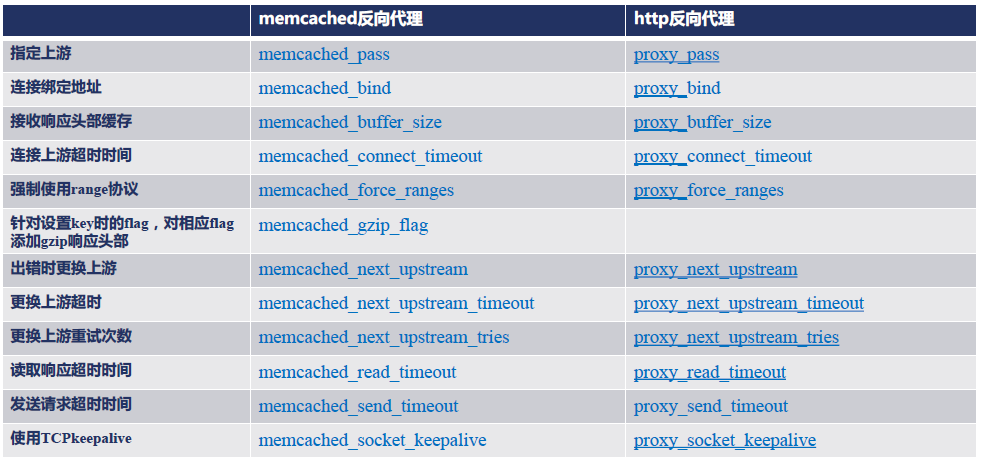 memcached反向代理 http反向代理
指定上游 memcached_pass proxy_pass
连接绑定地址 memcached_bind proxy_bind
接收响应头部缓存 memcached_buffer_size proxy_buffer_size
连接上游超时时间 memcached_connect_timeout proxy_connect_timeout
强制使用range协议 memcached_force_ranges proxy_force_ranges
针对设置key时的flag，对相应flag
添加gzip响应头部 memcached_gzip_flag
出错时更换上游 memcached_next_upstream proxy_next_upstream
更换上游超时 memcached_next_upstream_timeout proxy_next_upstream_timeout
更换上游重试次数 memcached_next_upstream_tries proxy_next_upstream_tries
读取响应超时时间 memcached_read_timeout proxy_read_timeout
发送请求超时时间 memcached_send_timeout proxy_send_timeout
使用TCPkeepalive memcached_socket_keepalive proxy_socket_keepalive